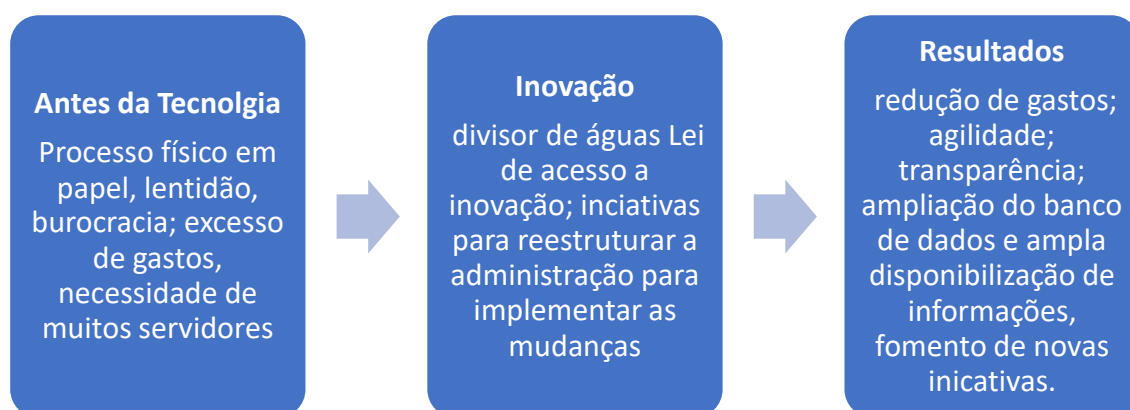 Antes da Tecnolgia
Processo físico em
papel, lentidão,
burocracia; excesso
de gastos,
necessidade de
muitos servidores
Inovação
divisor de águas Lei
de acesso a
inovação; inciativas
para reestruturar a
administração para
implementar as
mudanças
Resultados
redução de gastos;
agilidade;
transparência;
ampliação do banco
de dados e ampla
disponibilização de
informações,
fomento de novas
inicativas.